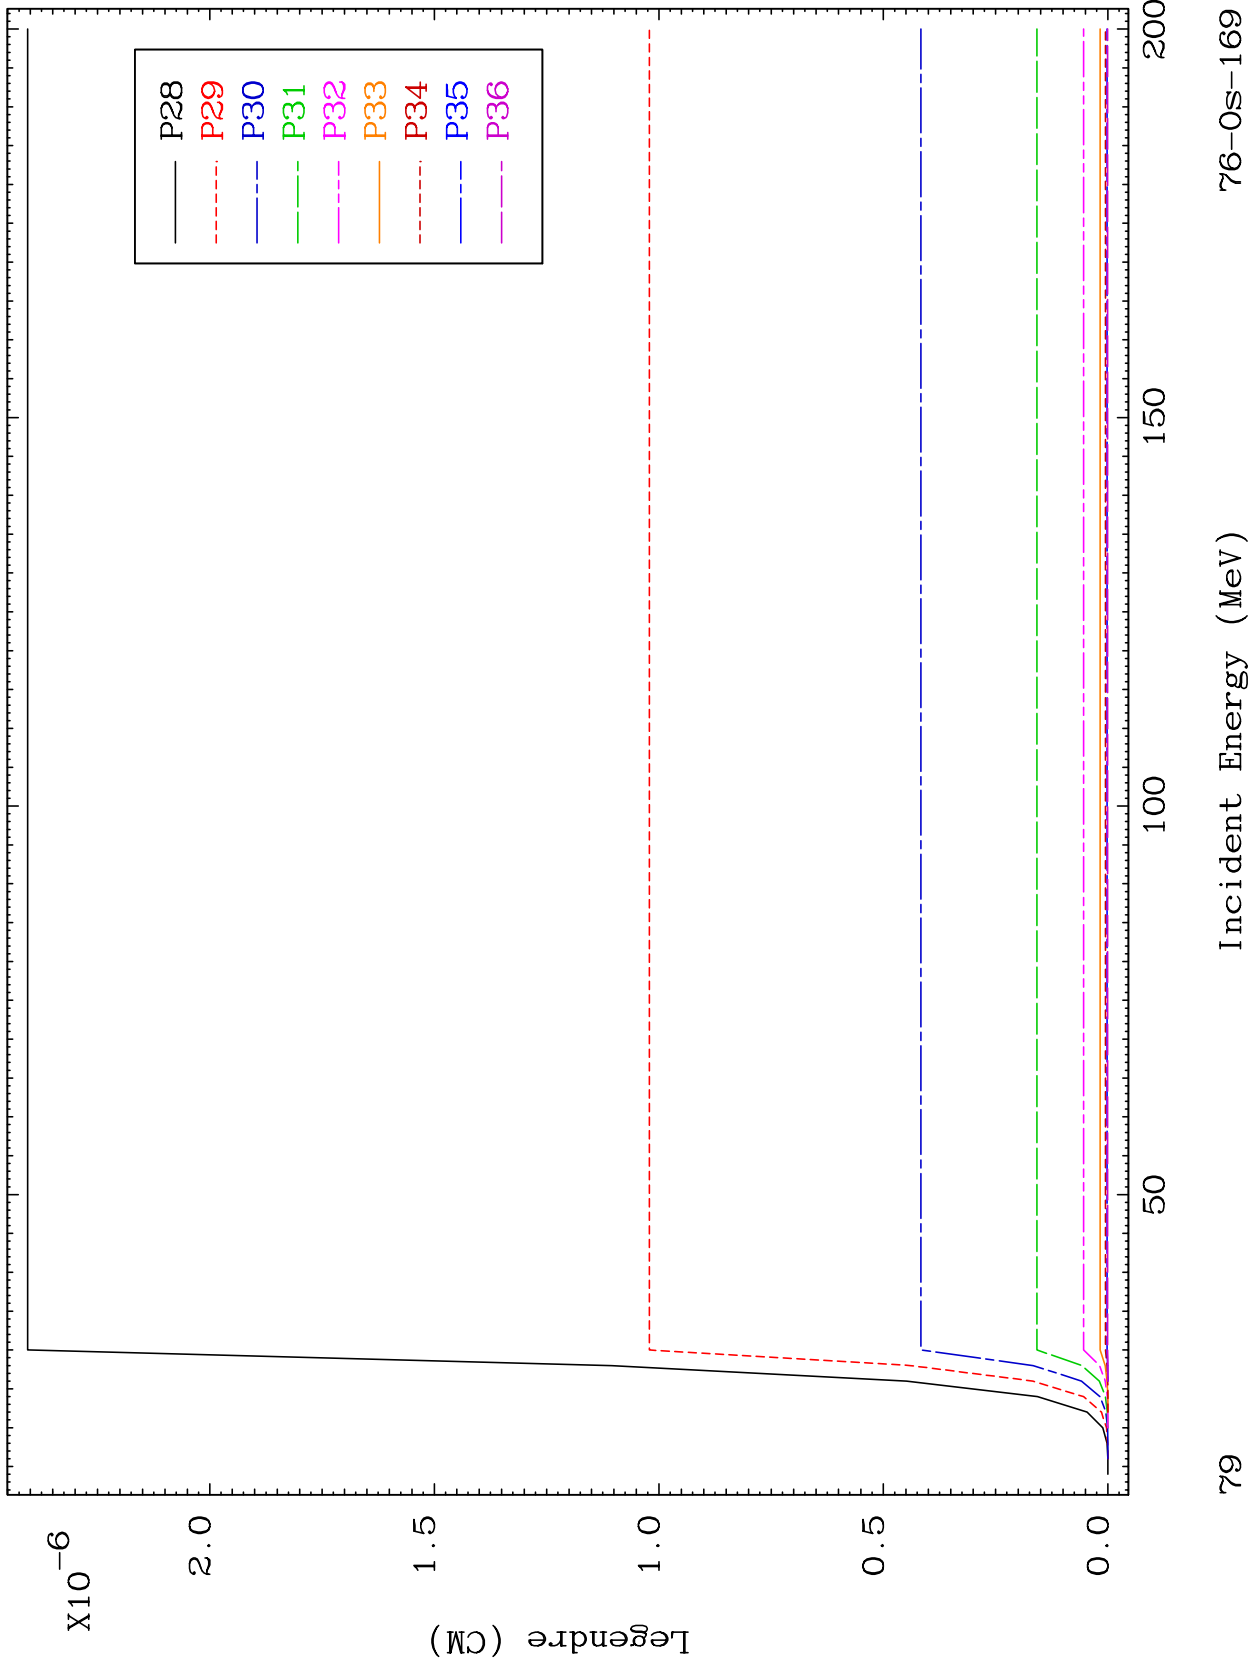 X10-6
2.0
1.5
1.0
0.5
0.0
Legendre (CM)
P28
P29
P30
P31
P32
P33
P34
P35
P36
50
100
150
200
79
Incident Energy (MeV)
76-Os-169